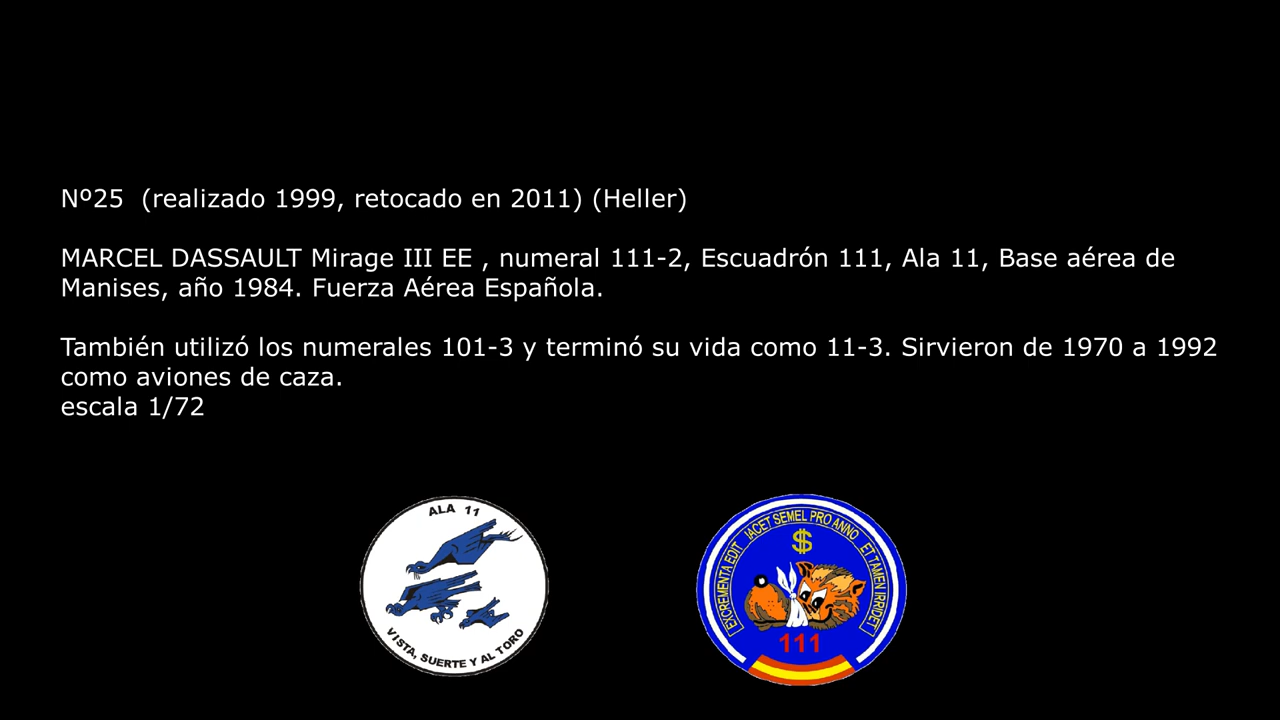 Nº25  (realizado 1999, retocado en 2011) (Heller)
MARCEL DASSAULT Mirage III EE , numeral 111-2, Escuadrón 111, Ala 11, Base aérea de
Manises, año 1984. Fuerza Aérea Española.
También utilizó los numerales 101-3 y terminó su vida como 11-3. Sirvieron de 1970 a 1992
como aviones de caza.
escala 1/72
ALA 11
VISTA, SUERTE Y AL TORO
EXCREMENTA EDIT IACET SEMEL PRO ANNO ET TAMEN IRRIDET
$
111